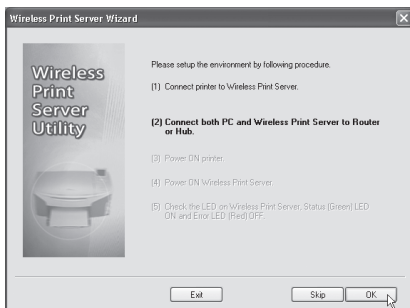 Wireless Print Server Wizard
Wireless
Print
Server
Utility
Please setup the environment by following procedure.
(1) Connect printer to Wireless Print Server.
(2) Connect both PC and Wireless Print Server to Router
or Hub.
(3) Power ON printer.
(4) Power ON Wireless Print Server.
(5) Check the LED on Wireless Print Server, Status (Green) LED
ON and Error LED (Red) OFF.
Exit
Skip
OK